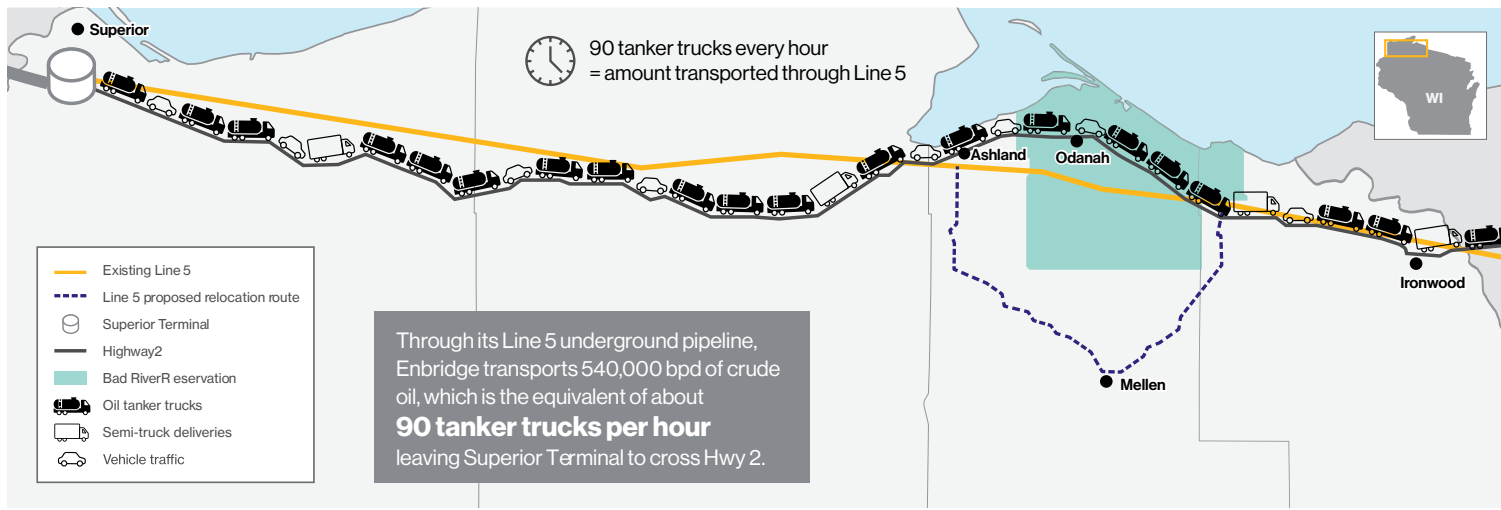 Superior
90 tanker trucks every hour
= amount transported through Line 5
WI
Ashland
Odanah
Ironwood
Mellen
Existing Line 5
Line 5 proposed relocation route
Superior Terminal
Highway2
Bad RiverR eservation
Oil tanker trucks
Semi-truck deliveries
Vehicle traffic
Through its Line 5 underground pipeline,
Enbridge transports 540,000 bpd of crude
oil, which is the equivalent of about
90 tanker trucks per hour
leaving Superior Terminal to cross Hwy 2.